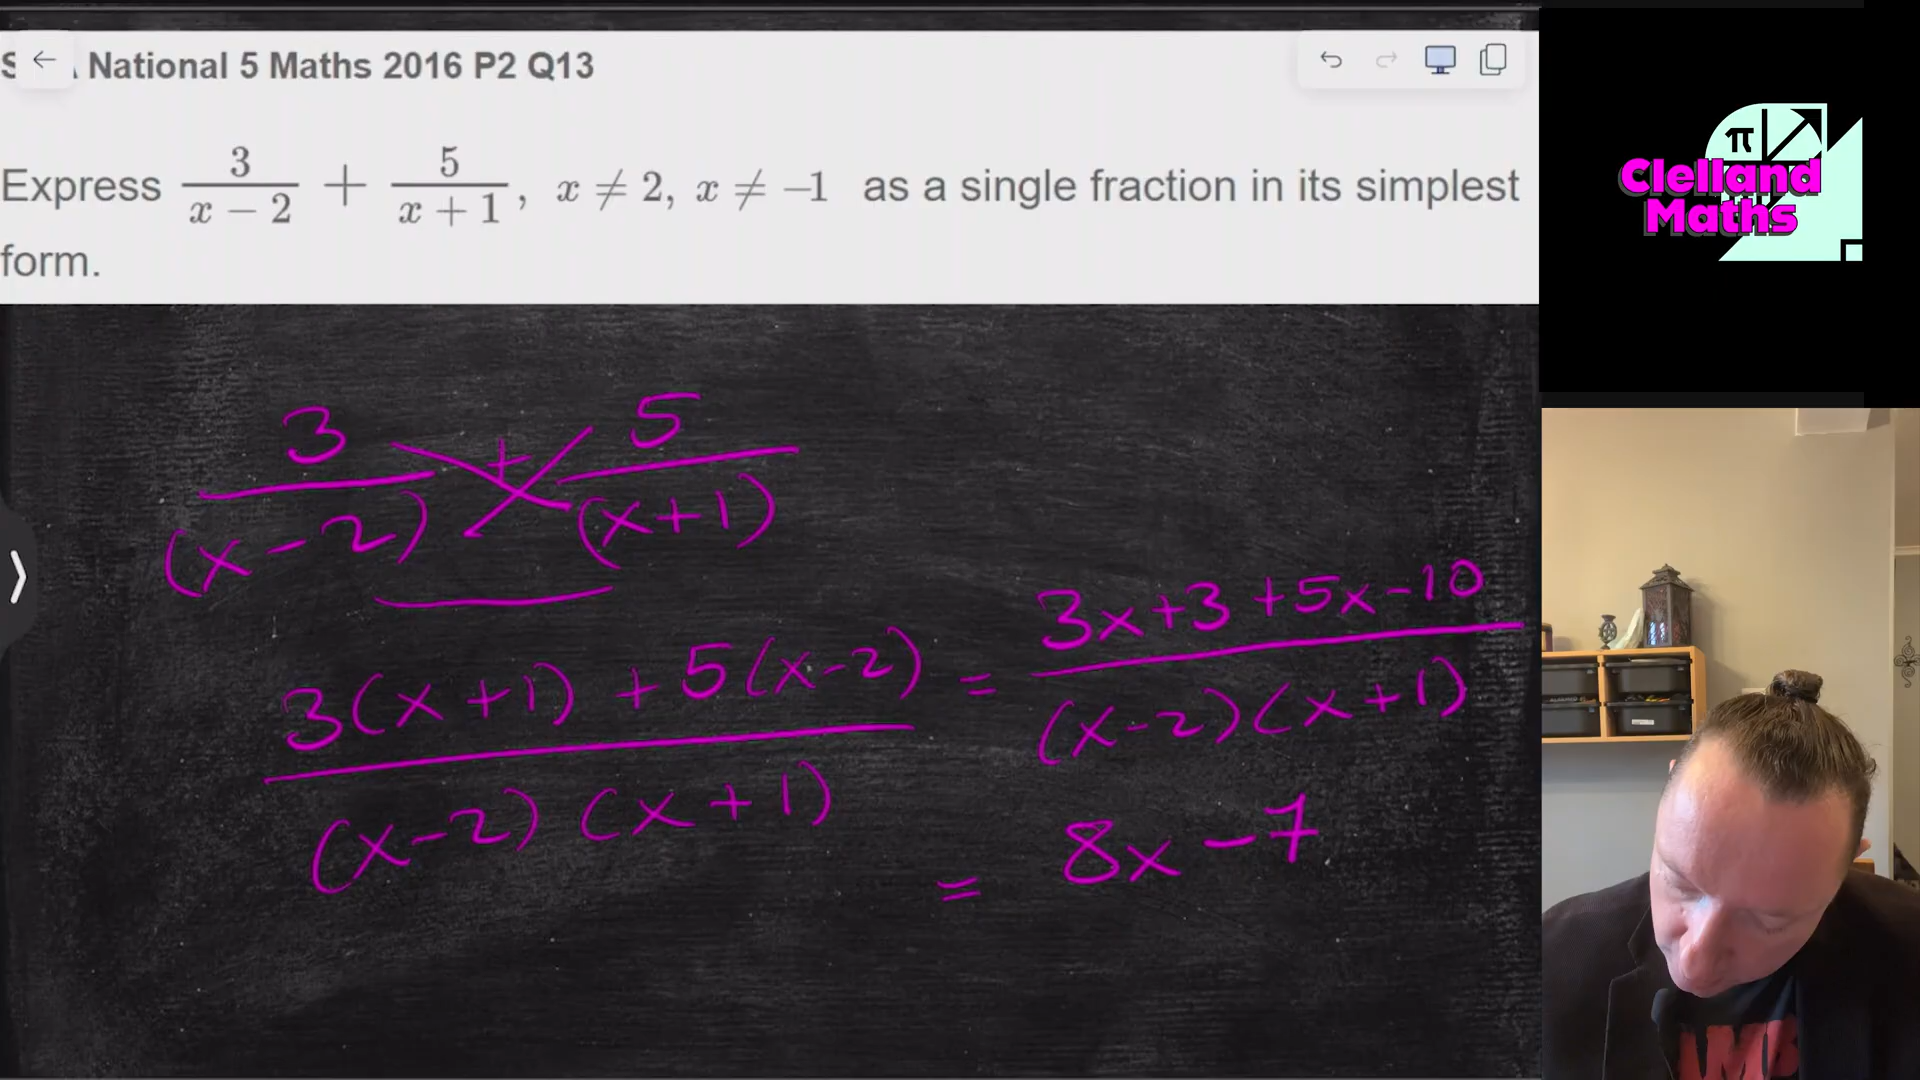 National 5 Maths 2016 P2 Q13
Express 3/(x − 2) + 5/(x + 1), x ≠ 2, x ≠ −1 as a single fraction in its simplest
form.
3/(x-2) + 5/(x+1)
3(x+1) + 5(x-2) / (x-2)(x+1) = 3x+3+5x-10 / (x-2)(x+1)
= 8x-7
π
Clelland
Maths